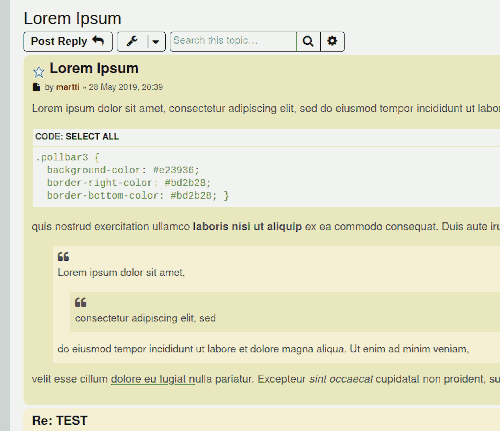 Lorem Ipsum
Post Reply
Search this topic…
Lorem Ipsum
by martti » 28 May 2019, 20:39
Lorem ipsum dolor sit amet, consectetur adipiscing elit, sed do eiusmod tempor incididunt ut labor
CODE: SELECT ALL
.pollbar3 {
background-color: #e23936;
border-right-color: #bd2b28;
border-bottom-color: #bd2b28; }
quis nostrud exercitation ullamco laboris nisi ut aliquip ex ea commodo consequat. Duis aute iru
Lorem ipsum dolor sit amet,
consectetur adipiscing elit, sed
do eiusmod tempor incididunt ut labore et dolore magna aliqua. Ut enim ad minim veniam,
velit esse cillum dolore eu fugiat nulla pariatur. Excepteur sint occaecat cupidatat non proident, su
Re: TEST